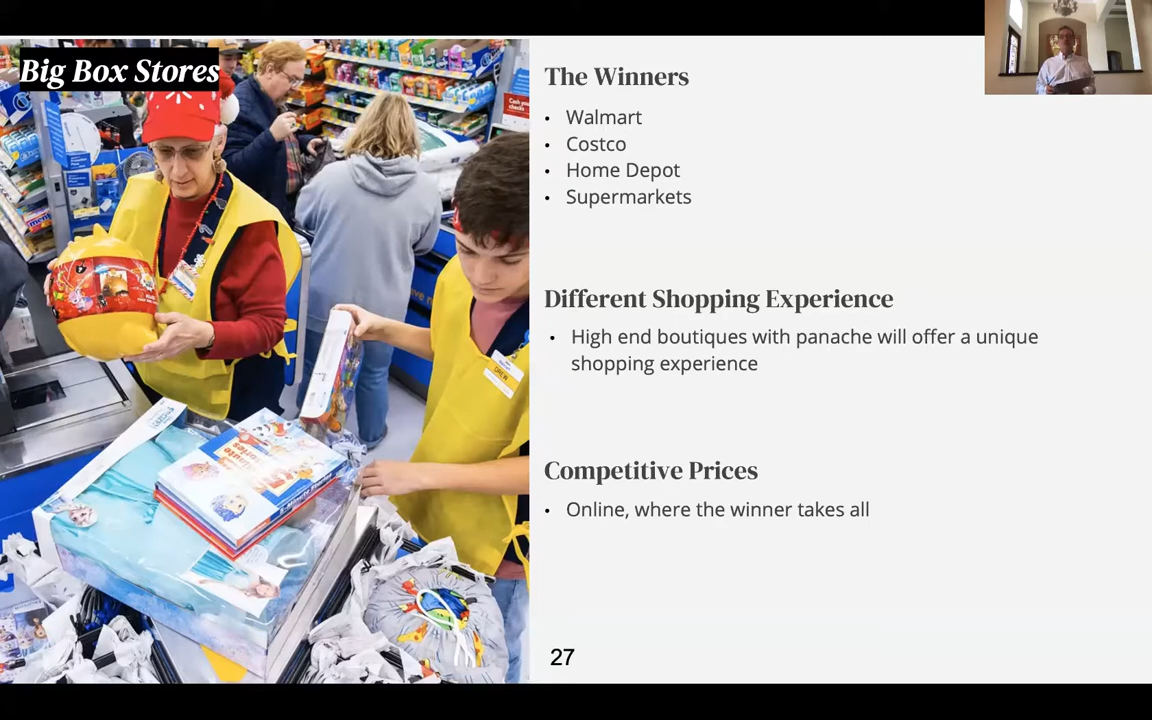 Big Box Stores
The Winners
• Walmart
• Costco
• Home Depot
• Supermarkets
Different Shopping Experience
• High end boutiques with panache will offer a unique
shopping experience
Competitive Prices
• Online, where the winner takes all
DREW
27